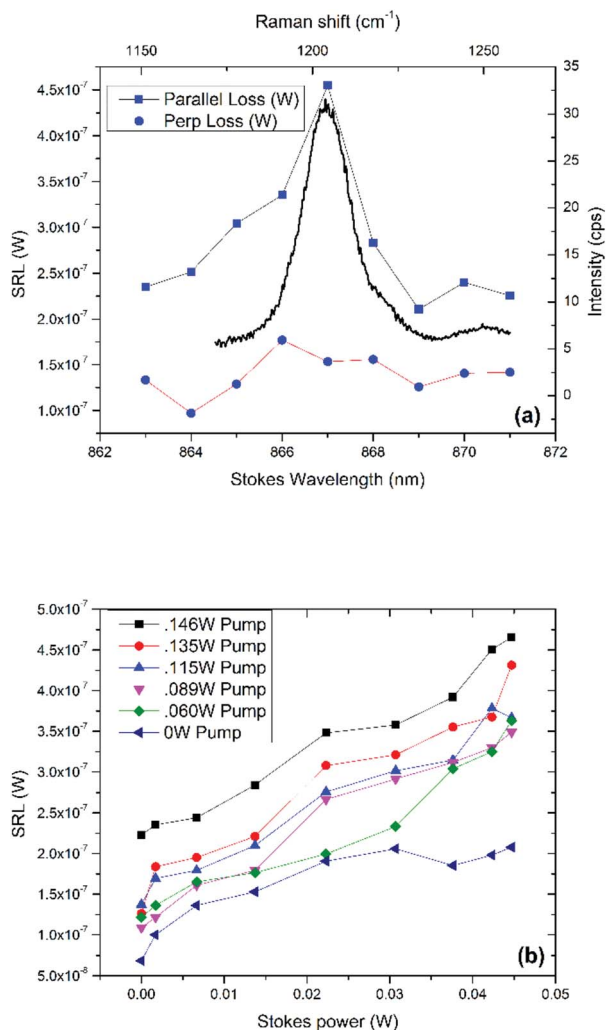 Raman shift (cm⁻¹)
1150 1200 1250
4.5x10⁻⁷
4.0x10⁻⁷
3.5x10⁻⁷
3.0x10⁻⁷
2.5x10⁻⁷
2.0x10⁻⁷
1.5x10⁻⁷
1.0x10⁻⁷
SRL (W)
Parallel Loss (W)
Perp Loss (W)
35
30
25
20
15
10
5
0
Intensity (cps)
(a)
862 864 866 868 870 872
Stokes Wavelength (nm)
5.0x10⁻⁷
4.5x10⁻⁷
4.0x10⁻⁷
3.5x10⁻⁷
3.0x10⁻⁷
2.5x10⁻⁷
2.0x10⁻⁷
1.5x10⁻⁷
1.0x10⁻⁷
5.0x10⁻⁸
SRL (W)
.146W Pump
.135W Pump
.115W Pump
.089W Pump
.060W Pump
0W Pump
(b)
0.00 0.01 0.02 0.03 0.04 0.05
Stokes power (W)